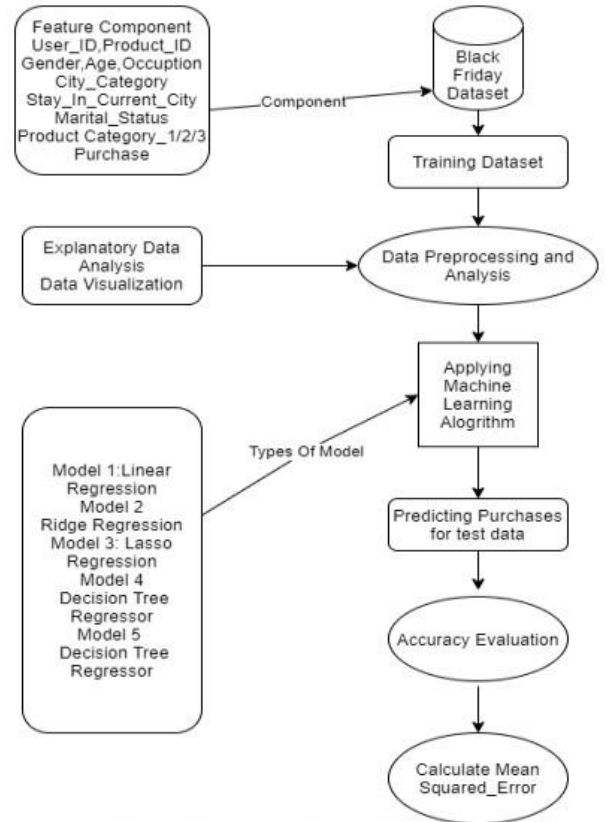 Feature Component
User_ID,Product_ID
Gender,Age,Occuption
City_Category
Stay_In_Current_City
Marital_Status
Product Category_1/2/3
Purchase
Component
Black
Friday
Dataset
Training Dataset
Explanatory Data
Analysis
Data Visualization
Data Preprocessing and
Analysis
Applying
Machine
Learning
Alogrithm
Types Of Model
Model 1:Linear
Regression
Model 2
Ridge Regression
Model 3: Lasso
Regression
Model 4
Decision Tree
Regressor
Model 5
Decision Tree
Regressor
Predicting Purchases
for test data
Accuracy Evaluation
Calculate Mean
Squared_Error